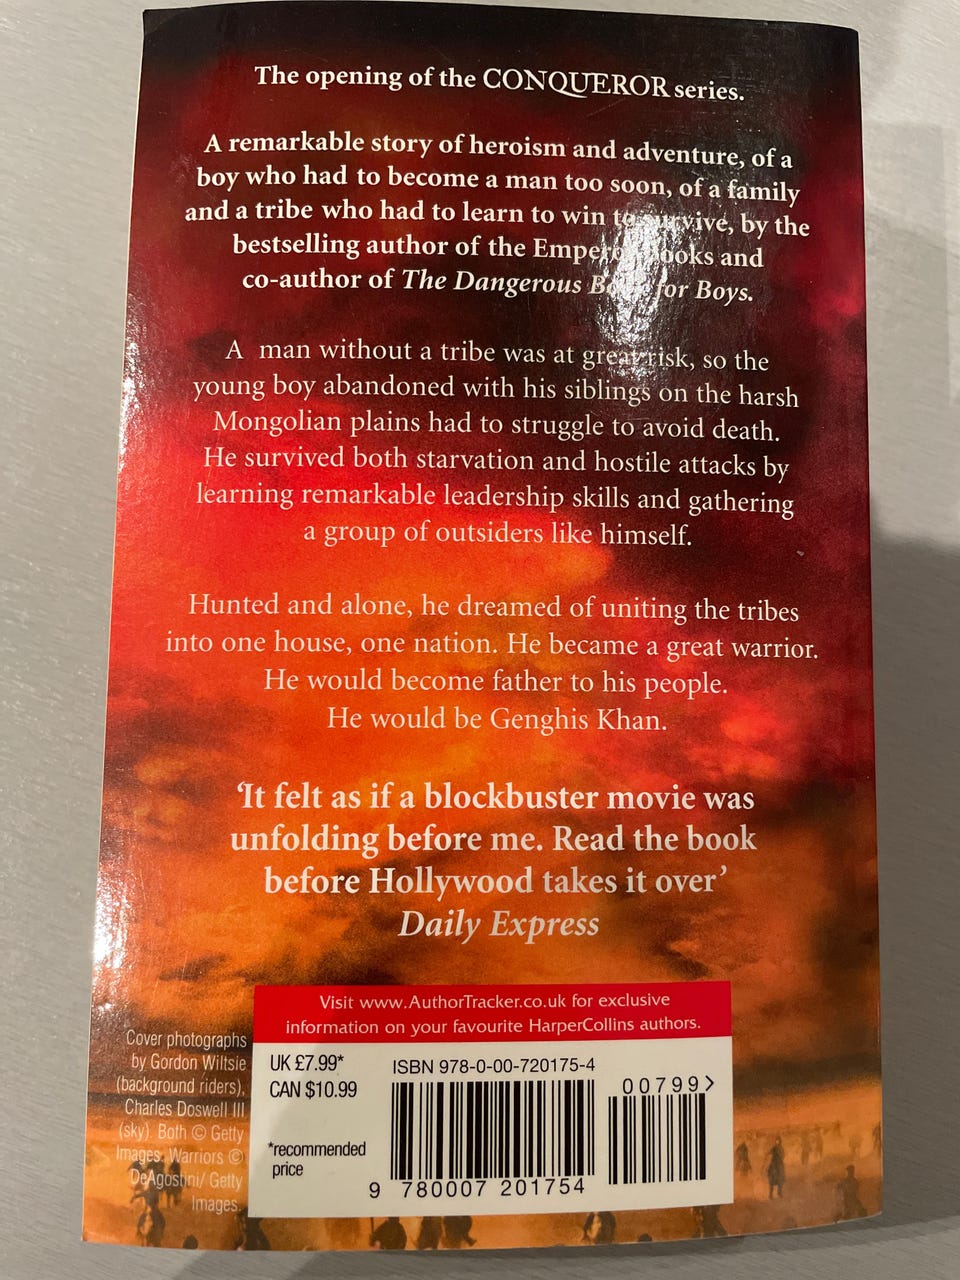 The opening of the CONQUEROR series.
A remarkable story of heroism and adventure, of a
boy who had to become a man too soon, of a family
and a tribe who had to learn to win to survive, by the
bestselling author of the Emperor books and
co-author of The Dangerous Book for Boys.
A man without a tribe was at great risk, so the
young boy abandoned with his siblings on the harsh
Mongolian plains had to struggle to avoid death.
He survived both starvation and hostile attacks by
learning remarkable leadership skills and gathering
a group of outsiders like himself.
Hunted and alone, he dreamed of uniting the tribes
into one house, one nation. He became a great warrior.
He would become father to his people.
He would be Genghis Khan.
‘It felt as if a blockbuster movie was
unfolding before me. Read the book
before Hollywood takes it over’
Daily Express
Visit www.AuthorTracker.co.uk for exclusive
information on your favourite HarperCollins authors.
Cover photographs
by Gordon Wiltsie
(background riders),
Charles Doswell III
(sky). Both © Getty
Images. Warriors ©
DeAgostini/ Getty
Images.
UK £7.99*
CAN $10.99
*recommended
price
ISBN 978-0-00-720175-4
00799>
9 780007 201754